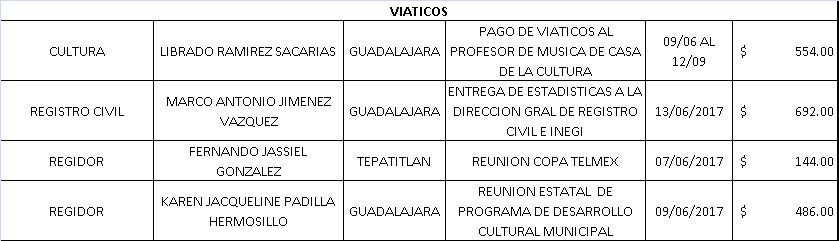 VIATICOS
CULTURA LIBRADO RAMIREZ SACARIAS GUADALAJARA PAGO DE VIATICOS AL PROFESOR DE MUSICA DE CASA DE LA CULTURA 09/06 AL 12/09 $ 554.00
REGISTRO CIVIL MARCO ANTONIO JIMENEZ VAZQUEZ GUADALAJARA ENTREGA DE ESTADISTICAS A LA DIRECCION GRAL DE REGISTRO CIVIL E INEGI 13/06/2017 $ 692.00
REGIDOR FERNANDO JASSIEL GONZALEZ TEPATITLAN REUNION COPA TELMEX 07/06/2017 $ 144.00
REGIDOR KAREN JACQUELINE PADILLA HERMOSILLO GUADALAJARA REUNION ESTATAL DE PROGRAMA DE DESARROLLO CULTURAL MUNICIPAL 09/06/2017 $ 486.00